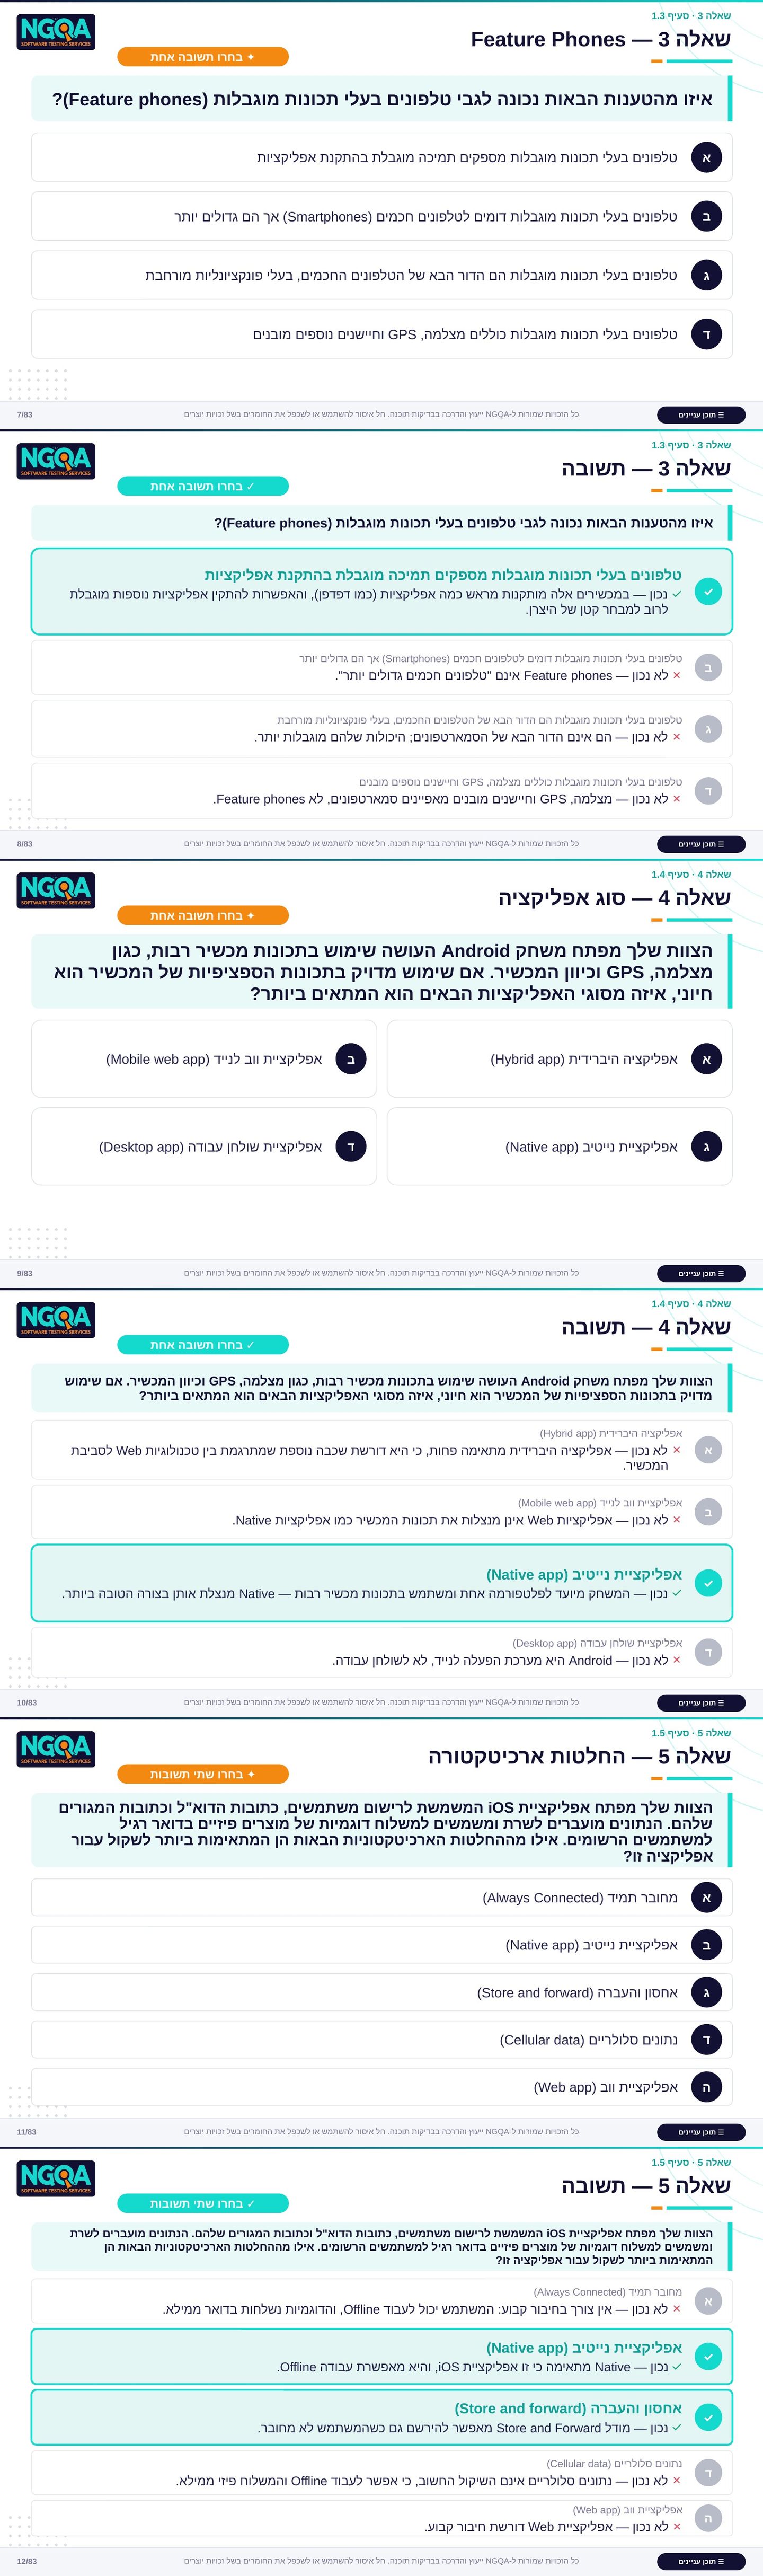 שאלה 3 · סעיף 1.3
שאלה 3 — Feature Phones
NGQA
SOFTWARE TESTING SERVICES
✦ בחרו תשובה אחת
איזו מהטענות הבאות נכונה לגבי טלפונים בעלי תכונות מוגבלות (Feature phones)?
א
טלפונים בעלי תכונות מוגבלות מספקים תמיכה מוגבלת בהתקנת אפליקציות
ב
טלפונים בעלי תכונות מוגבלות דומים לטלפונים חכמים (Smartphones) אך הם גדולים יותר
ג
טלפונים בעלי תכונות מוגבלות הם הדור הבא של הטלפונים החכמים, בעלי פונקציונליות מורחבת
ד
טלפונים בעלי תכונות מוגבלות כוללים מצלמה, GPS וחיישנים נוספים מובנים
☰ תוכן עניינים
כל הזכויות שמורות ל-NGQA ייעוץ והדרכה בבדיקות תוכנה. חל איסור להשתמש או לשכפל את החומרים בשל זכויות יוצרים
7/83
שאלה 3 · סעיף 1.3
שאלה 3 — תשובה
NGQA
SOFTWARE TESTING SERVICES
✓ בחרו תשובה אחת
איזו מהטענות הבאות נכונה לגבי טלפונים בעלי תכונות מוגבלות (Feature phones)?
✓
טלפונים בעלי תכונות מוגבלות מספקים תמיכה מוגבלת בהתקנת אפליקציות
✓ נכון — במכשירים אלה מותקנות מראש כמה אפליקציות (כמו דפדפן), והאפשרות להתקין אפליקציות נוספות מוגבלת
לרוב למבחר קטן של היצרן.
ב
טלפונים בעלי תכונות מוגבלות דומים לטלפונים חכמים (Smartphones) אך הם גדולים יותר
✕ לא נכון — Feature phones אינם "טלפונים חכמים גדולים יותר".
ג
טלפונים בעלי תכונות מוגבלות הם הדור הבא של הטלפונים החכמים, בעלי פונקציונליות מורחבת
✕ לא נכון — הם אינם הדור הבא של הסמארטפונים; היכולות שלהם מוגבלות יותר.
ד
טלפונים בעלי תכונות מוגבלות כוללים מצלמה, GPS וחיישנים נוספים מובנים
✕ לא נכון — מצלמה, GPS וחיישנים מובנים מאפיינים סמארטפונים, לא Feature phones.
☰ תוכן עניינים
כל הזכויות שמורות ל-NGQA ייעוץ והדרכה בבדיקות תוכנה. חל איסור להשתמש או לשכפל את החומרים בשל זכויות יוצרים
8/83
שאלה 4 · סעיף 1.4
שאלה 4 — סוג אפליקציה
NGQA
SOFTWARE TESTING SERVICES
✦ בחרו תשובה אחת
הצוות שלך מפתח משחק Android העושה שימוש בתכונות מכשיר רבות, כגון
מצלמה, GPS וכיוון המכשיר. אם שימוש מדויק בתכונות הספציפיות של המכשיר הוא
חיוני, איזה מסוגי האפליקציות הבאים הוא המתאים ביותר?
א
אפליקציה היברידית (Hybrid app)
ב
אפליקציית ווב לנייד (Mobile web app)
ג
אפליקציית נייטיב (Native app)
ד
אפליקציית שולחן עבודה (Desktop app)
☰ תוכן עניינים
כל הזכויות שמורות ל-NGQA ייעוץ והדרכה בבדיקות תוכנה. חל איסור להשתמש או לשכפל את החומרים בשל זכויות יוצרים
9/83
שאלה 4 · סעיף 1.4
שאלה 4 — תשובה
NGQA
SOFTWARE TESTING SERVICES
✓ בחרו תשובה אחת
הצוות שלך מפתח משחק Android העושה שימוש בתכונות מכשיר רבות, כגון מצלמה, GPS וכיוון המכשיר. אם שימוש
מדויק בתכונות הספציפיות של המכשיר הוא חיוני, איזה מסוגי האפליקציות הבאים הוא המתאים ביותר?
א
אפליקציה היברידית (Hybrid app)
✕ לא נכון — אפליקציה היברידית מתאימה פחות, כי היא דורשת שכבה נוספת שמתרגמת בין טכנולוגיות Web לסביבת
המכשיר.
ב
אפליקציית ווב לנייד (Mobile web app)
✕ לא נכון — אפליקציות Web אינן מנצלות את תכונות המכשיר כמו אפליקציות Native.
✓
אפליקציית נייטיב (Native app)
✓ נכון — המשחק מיועד לפלטפורמה אחת ומשתמש בתכונות מכשיר רבות — Native מנצלת אותן בצורה הטובה ביותר.
ד
אפליקציית שולחן עבודה (Desktop app)
✕ לא נכון — Android היא מערכת הפעלה לנייד, לא לשולחן עבודה.
☰ תוכן עניינים
כל הזכויות שמורות ל-NGQA ייעוץ והדרכה בבדיקות תוכנה. חל איסור להשתמש או לשכפל את החומרים בשל זכויות יוצרים
10/83
שאלה 5 · סעיף 1.5
שאלה 5 — החלטות ארכיטקטורה
NGQA
SOFTWARE TESTING SERVICES
✦ בחרו שתי תשובות
הצוות שלך מפתח אפליקציית iOS המשמשת לרישום משתמשים, כתובות הדוא"ל וכתובות המגורים
שלהם. הנתונים מועברים לשרת ומשמשים למשלוח דוגמיות של מוצרים פיזיים בדואר רגיל
למשתמשים הרשומים. אילו מההחלטות הארכיטקטוניות הבאות הן המתאימות ביותר לשקול עבור
אפליקציה זו?
א
מחובר תמיד (Always Connected)
ב
אפליקציית נייטיב (Native app)
ג
אחסון והעברה (Store and forward)
ד
נתונים סלולריים (Cellular data)
ה
אפליקציית ווב (Web app)
☰ תוכן עניינים
כל הזכויות שמורות ל-NGQA ייעוץ והדרכה בבדיקות תוכנה. חל איסור להשתמש או לשכפל את החומרים בשל זכויות יוצרים
11/83
שאלה 5 · סעיף 1.5
שאלה 5 — תשובה
NGQA
SOFTWARE TESTING SERVICES
✓ בחרו שתי תשובות
הצוות שלך מפתח אפליקציית iOS המשמשת לרישום משתמשים, כתובות הדוא"ל וכתובות המגורים שלהם. הנתונים מועברים לשרת
ומשמשים למשלוח דוגמיות של מוצרים פיזיים בדואר רגיל למשתמשים הרשומים. אילו מההחלטות הארכיטקטוניות הבאות הן
המתאימות ביותר לשקול עבור אפליקציה זו?
א
מחובר תמיד (Always Connected)
✕ לא נכון — אין צורך בחיבור קבוע: המשתמש יכול לעבוד Offline, והדוגמיות נשלחות בדואר ממילא.
✓
אפליקציית נייטיב (Native app)
✓ נכון — Native מתאימה כי זו אפליקציית iOS, והיא מאפשרת עבודה Offline.
✓
אחסון והעברה (Store and forward)
✓ נכון — מודל Store and Forward מאפשר להירשם גם כשהמשתמש לא מחובר.
ד
נתונים סלולריים (Cellular data)
✕ לא נכון — נתונים סלולריים אינם השיקול החשוב, כי אפשר לעבוד Offline והמשלוח פיזי ממילא.
ה
אפליקציית ווב (Web app)
✕ לא נכון — אפליקציית Web דורשת חיבור קבוע.
☰ תוכן עניינים
כל הזכויות שמורות ל-NGQA ייעוץ והדרכה בבדיקות תוכנה. חל איסור להשתמש או לשכפל את החומרים בשל זכויות יוצרים
12/83